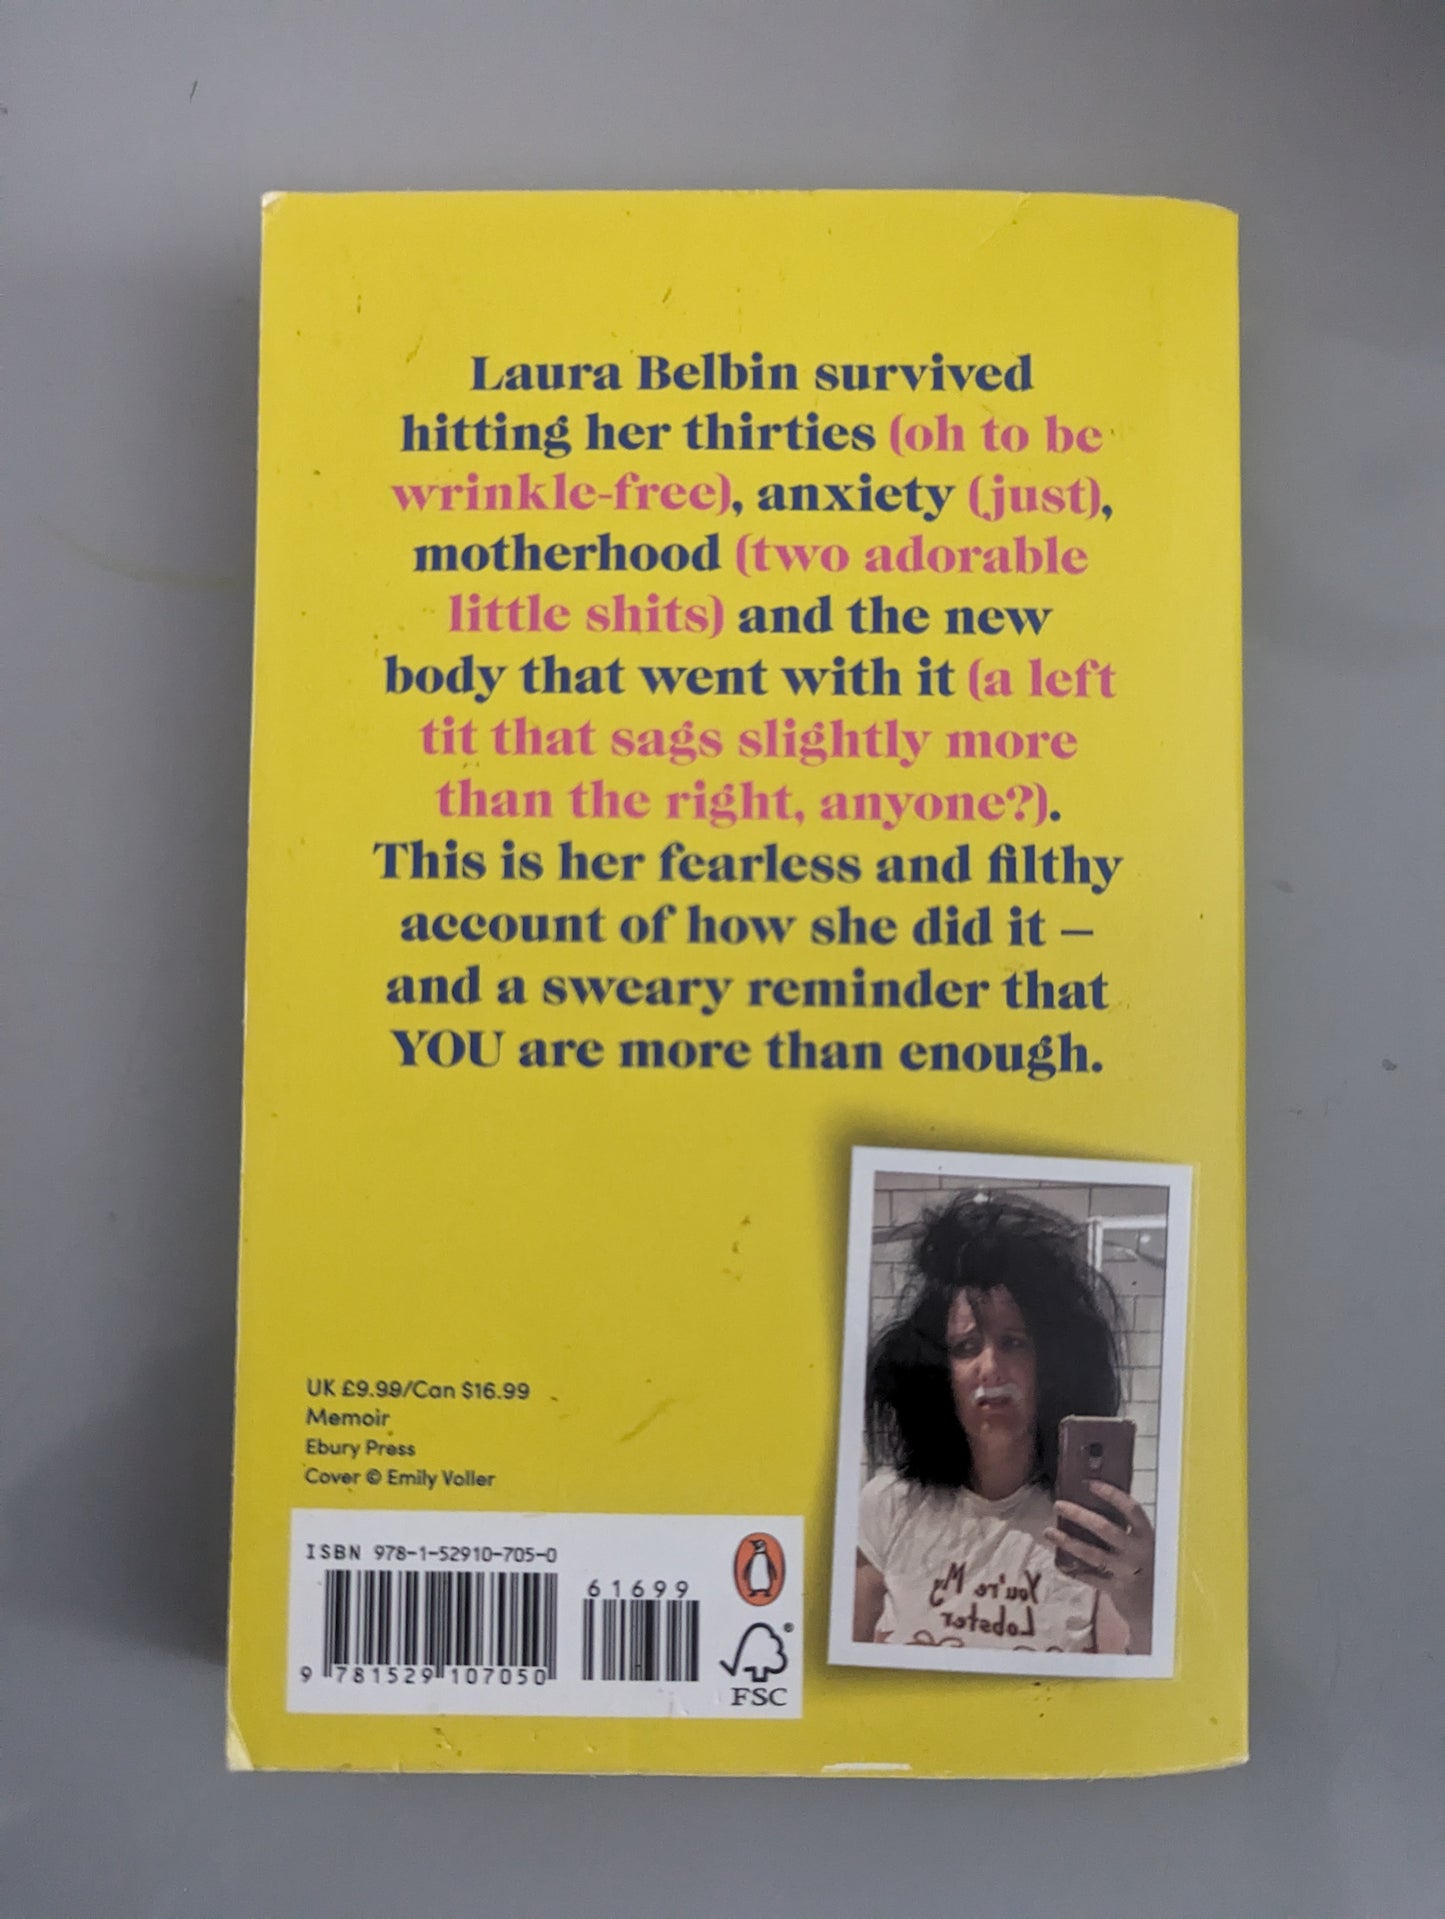 Laura Belbin survived
hitting her thirties (oh to be
wrinkle-free), anxiety (just),
motherhood (two adorable
little shits) and the new
body that went with it (a left
tit that sags slightly more
than the right, anyone?).
This is her fearless and filthy
account of how she did it –
and a sweary reminder that
YOU are more than enough.
UK £9.99/Can $16.99
Memoir
Ebury Press
Cover © Emily Voller
ISBN 978-1-52910-705-0
61699
9 781529 107050
FSC
®
You're My
Lobster